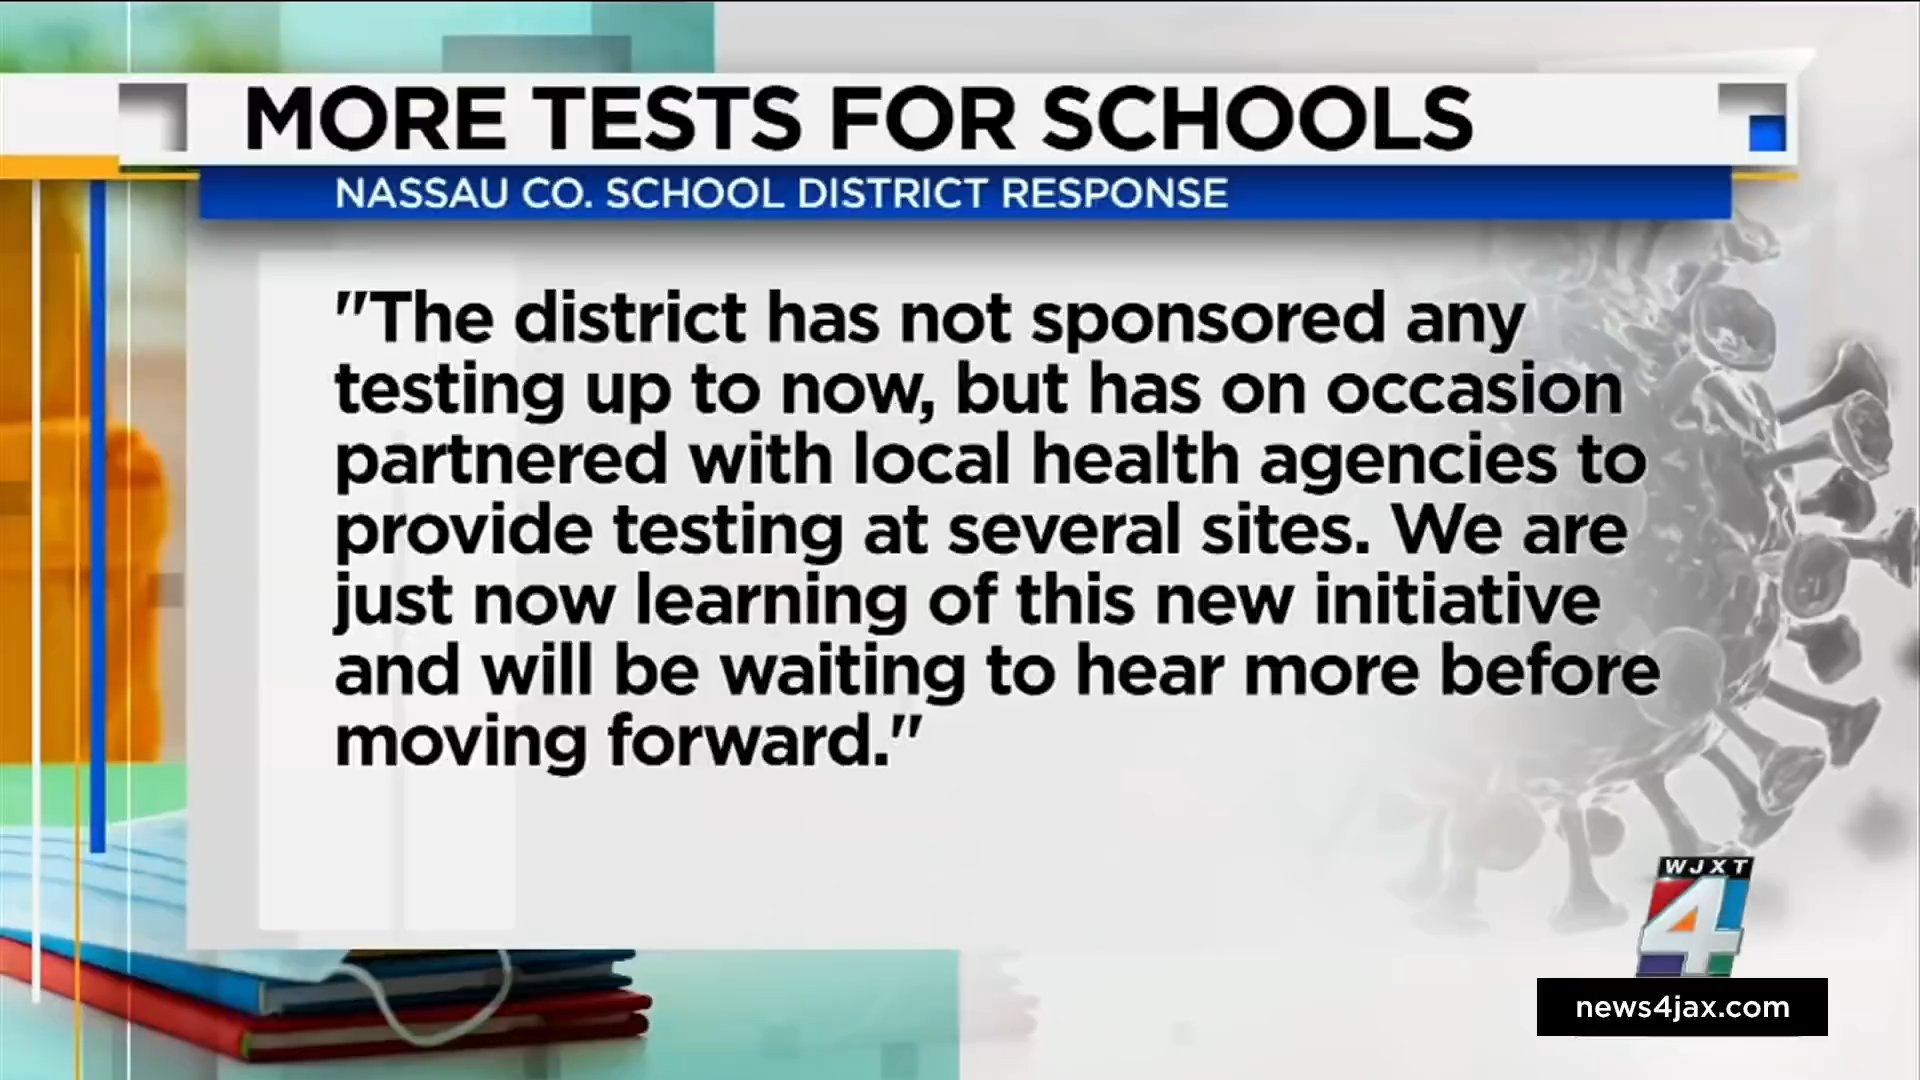 MORE TESTS FOR SCHOOLS
NASSAU CO. SCHOOL DISTRICT RESPONSE
"The district has not sponsored any
testing up to now, but has on occasion
partnered with local health agencies to
provide testing at several sites. We are
just now learning of this new initiative
and will be waiting to hear more before
moving forward."
WJXT
4
news4jax.com